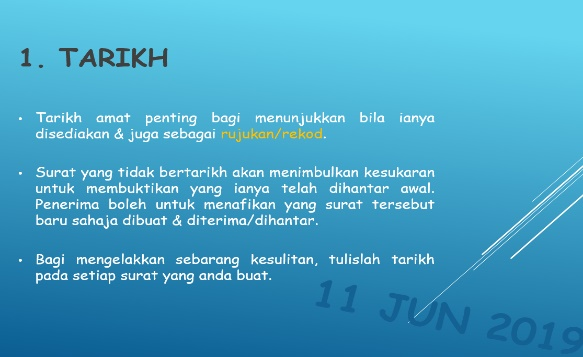 1. TARIKH
• Tarikh amat penting bagi menunjukkan bila ianya
disediakan & juga sebagai rujukan/rekod.
• Surat yang tidak bertarikh akan menimbulkan kesukaran
untuk membuktikan yang ianya telah dihantar awal.
Penerima boleh untuk menafikan yang surat tersebut
baru sahaja dibuat & diterima/dihantar.
• Bagi mengelakkan sebarang kesulitan, tulislah tarikh
pada setiap surat yang anda buat.
11 JUN 2019